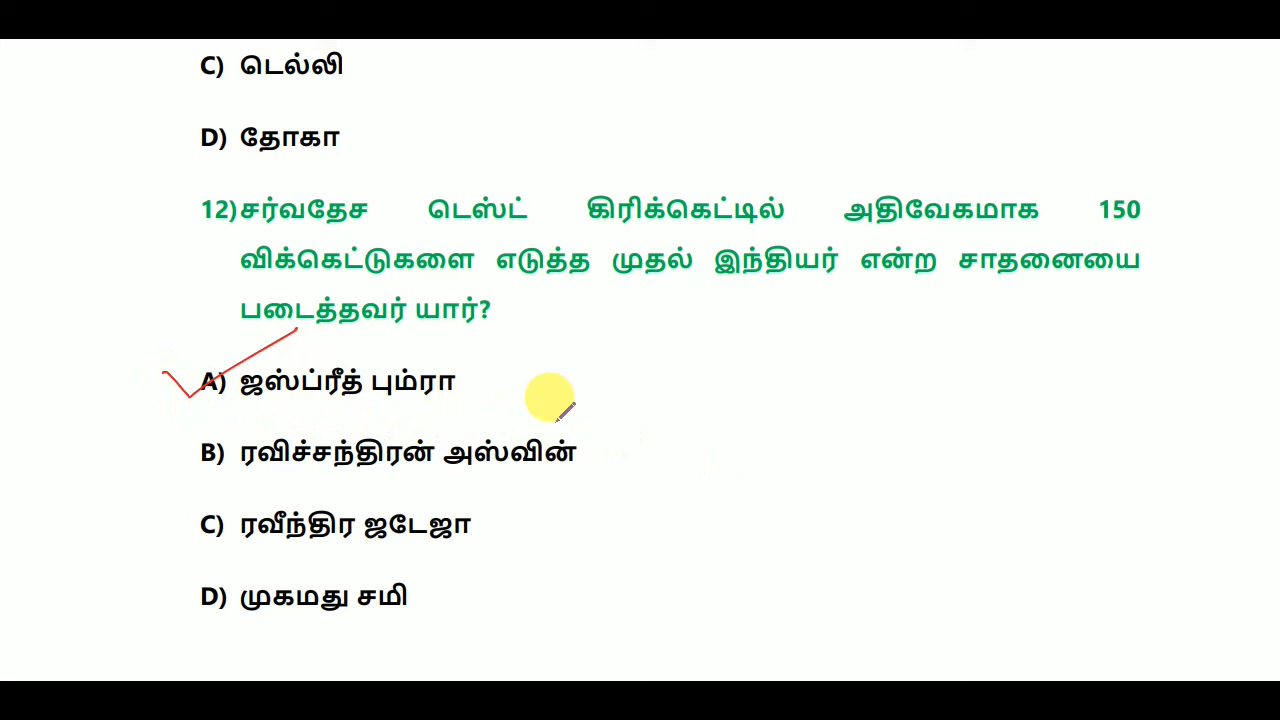 C) டெல்லி
D) தோகா
12)சர்வதேச டெஸ்ட் கிரிக்கெட்டில் அதிவேகமாக 150
விக்கெட்டுகளை எடுத்த முதல் இந்தியர் என்ற சாதனையை
படைத்தவர் யார்?
A) ஜஸ்ப்ரீத் பும்ரா
B) ரவிச்சந்திரன் அஸ்வின்
C) ரவீந்திர ஜடேஜா
D) முகமது சமி